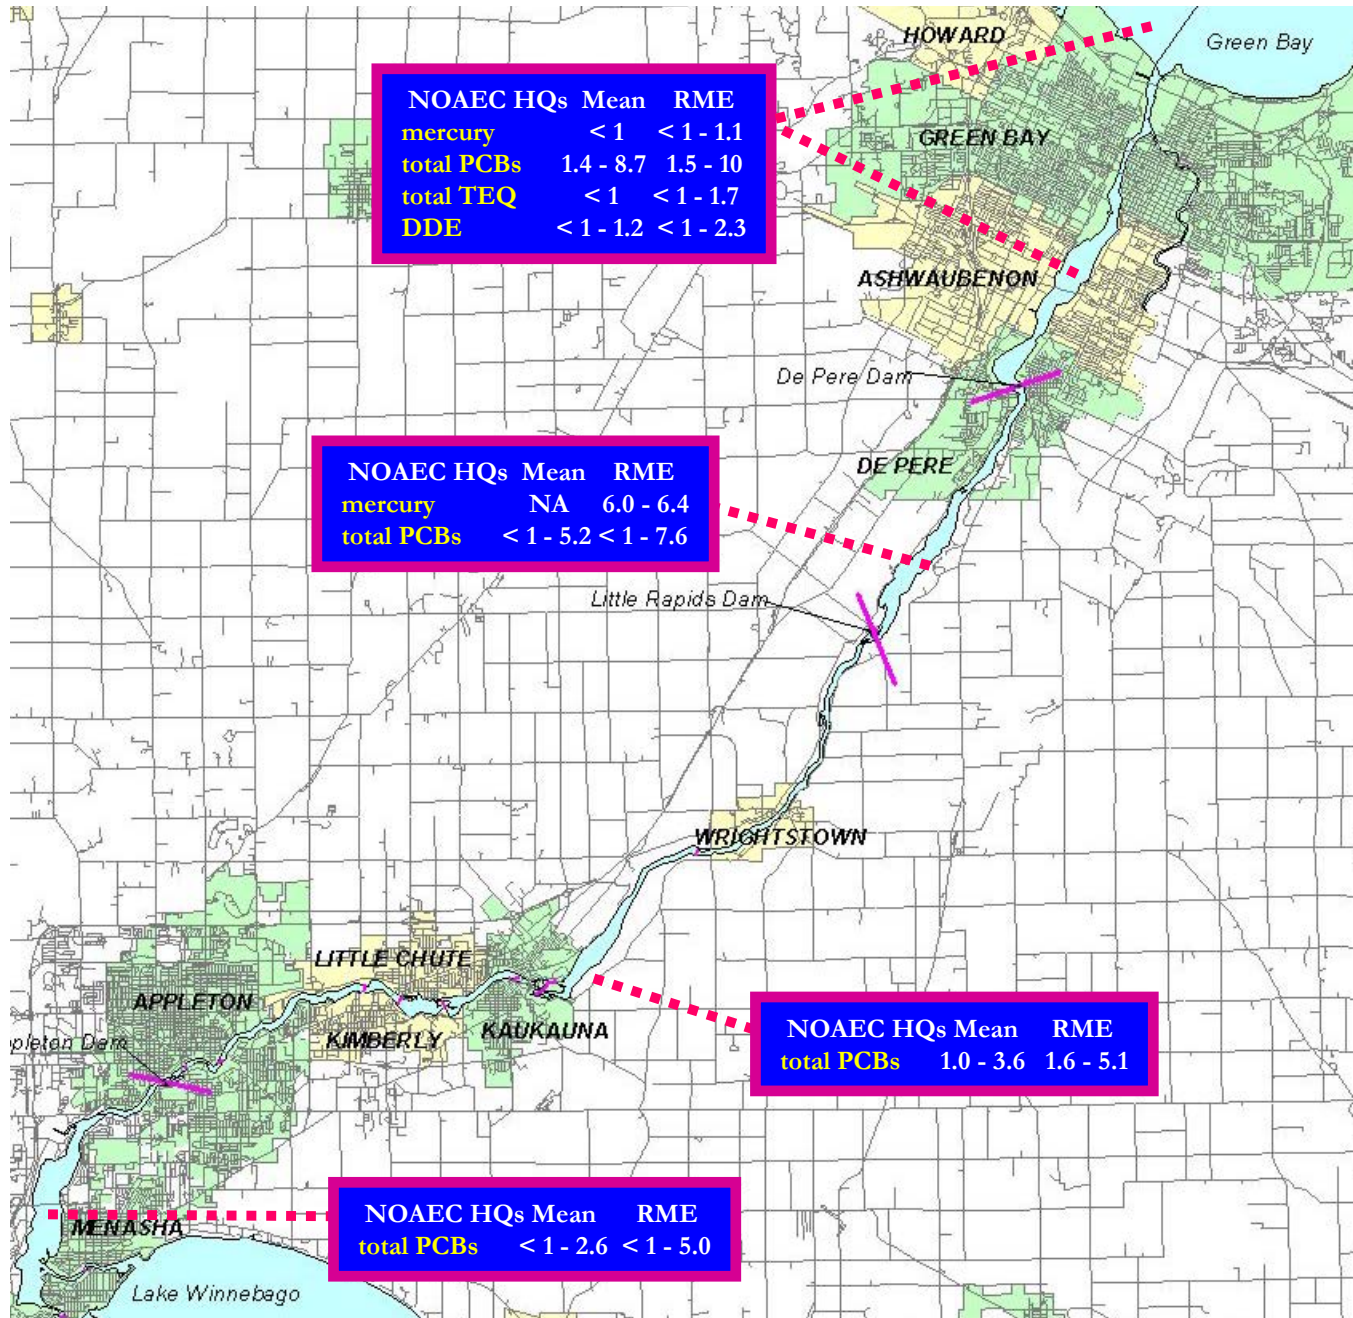 HOWARD
Green Bay
NOAEC HQs Mean RME
mercury < 1 < 1 - 1.1
total PCBs 1.4 - 8.7 1.5 - 10
total TEQ < 1 < 1 - 1.7
DDE < 1 - 1.2 < 1 - 2.3
GREEN BAY
ASHWAUBENON
De Pere Dam
DE PERE
NOAEC HQs Mean RME
mercury NA 6.0 - 6.4
total PCBs < 1 - 5.2 < 1 - 7.6
Little Rapids Dam
WRIGHTSTOWN
LITTLE CHUTE
APPLETON
KIMBERLY
KAUKAUNA
pleton Dam
NOAEC HQs Mean RME
total PCBs 1.0 - 3.6 1.6 - 5.1
MENASHA
NOAEC HQs Mean RME
total PCBs < 1 - 2.6 < 1 - 5.0
Lake Winnebago